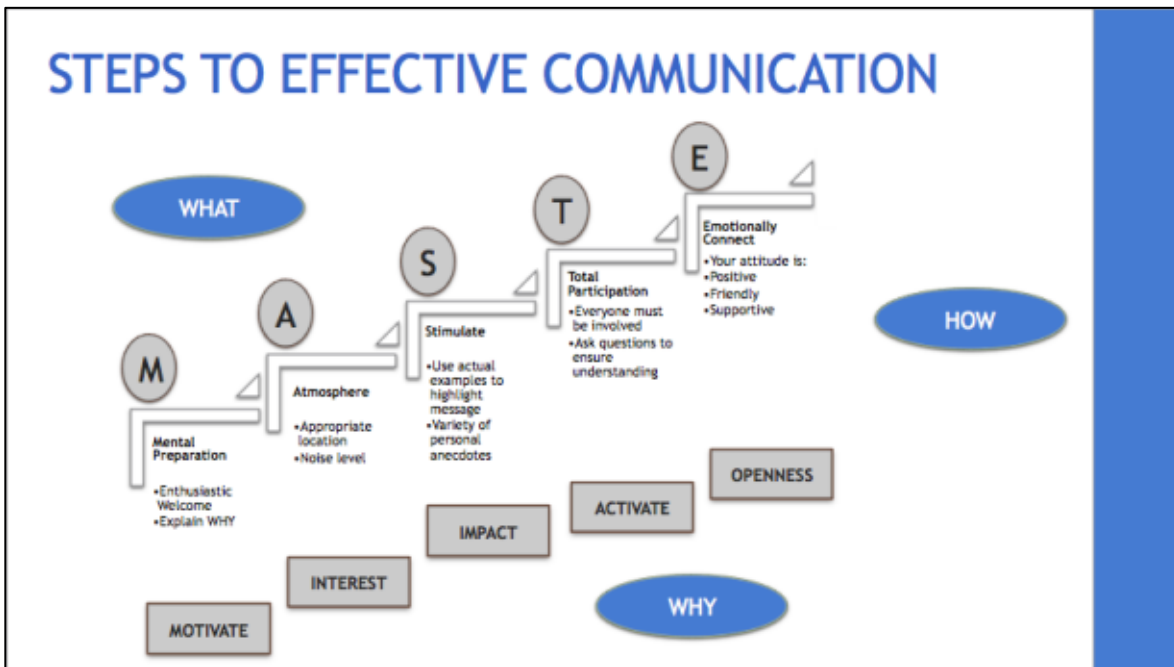 STEPS TO EFFECTIVE COMMUNICATION
WHAT
M
Mental
Preparation
•Enthusiastic
Welcome
•Explain WHY
A
Atmosphere
•Appropriate
location
•Noise level
S
Stimulate
•Use actual
examples to
highlight
message
•Variety of
personal
anecdotes
T
Total
Participation
•Everyone must
be involved
•Ask questions to
ensure
understanding
E
Emotionally
Connect
•Your attitude is:
•Positive
•Friendly
•Supportive
HOW
MOTIVATE
INTEREST
IMPACT
ACTIVATE
OPENNESS
WHY